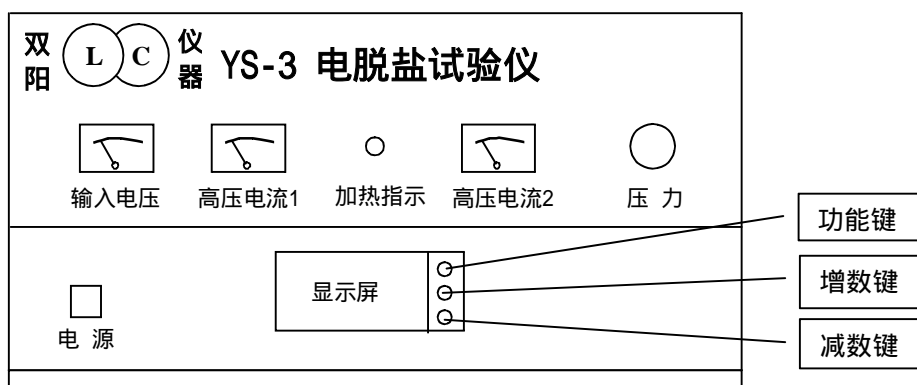 双阳 L C 仪器 YS-3 电脱盐试验仪
输入电压 高压电流1 加热指示 高压电流2 压 力
功能键
显示屏 增数键
电 源 减数键